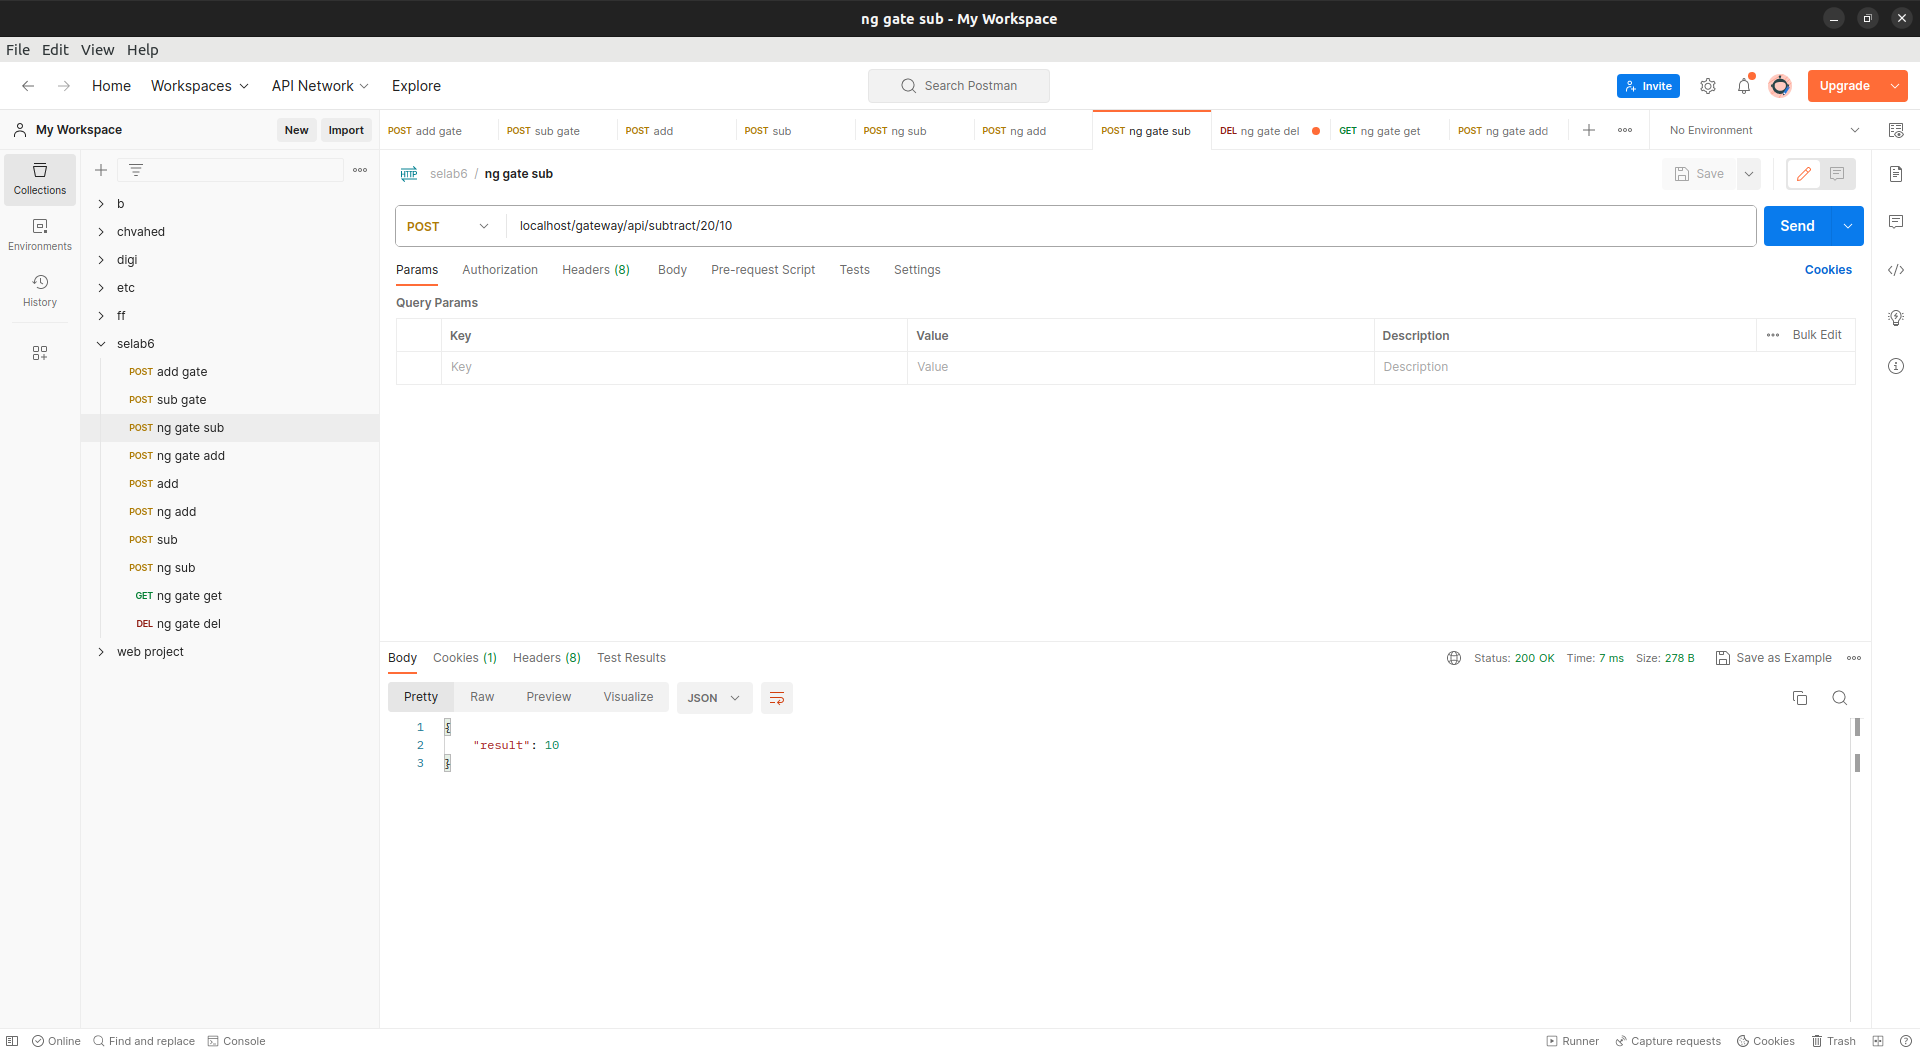 ng gate sub - My Workspace
File Edit View Help
Home Workspaces API Network Explore Search Postman Invite Upgrade
My Workspace New Import
POST add gate POST sub gate POST add POST sub POST ng sub POST ng add POST ng gate sub DEL ng gate del GET ng gate get POST ng gate add No Environment
Collections
Environments
History
b
chvahed
digi
etc
ff
selab6
POST add gate
POST sub gate
POST ng gate sub
POST ng gate add
POST add
POST ng add
POST sub
POST ng sub
GET ng gate get
DEL ng gate del
web project
HTTP selab6 / ng gate sub Save
POST localhost/gateway/api/subtract/20/10 Send
Params Authorization Headers (8) Body Pre-request Script Tests Settings Cookies
Query Params
Key Value Description Bulk Edit
Key Value Description
Body Cookies (1) Headers (8) Test Results Status: 200 OK Time: 7 ms Size: 278 B Save as Example
Pretty Raw Preview Visualize JSON
1 {
2 "result": 10
3 }
Online Find and replace Console Runner Capture requests Cookies Trash